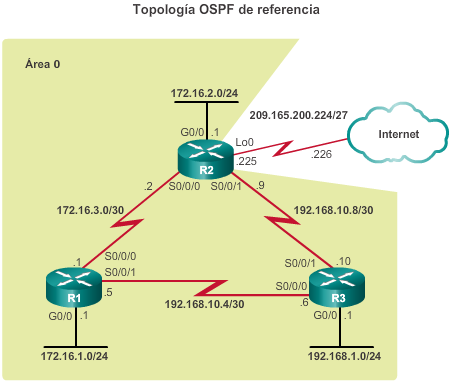 Topología OSPF de referencia
Área 0
172.16.2.0/24
209.165.200.224/27
G0/0 .1
Lo0
Internet
.225
.226
R2
.2 S0/0/0 S0/0/1 .9
172.16.3.0/30
192.168.10.8/30
.1 S0/0/0
S0/0/1 .10
S0/0/1
S0/0/0
R1 .5
192.168.10.4/30
.6 R3
G0/0 .1
G0/0 .1
172.16.1.0/24
192.168.1.0/24